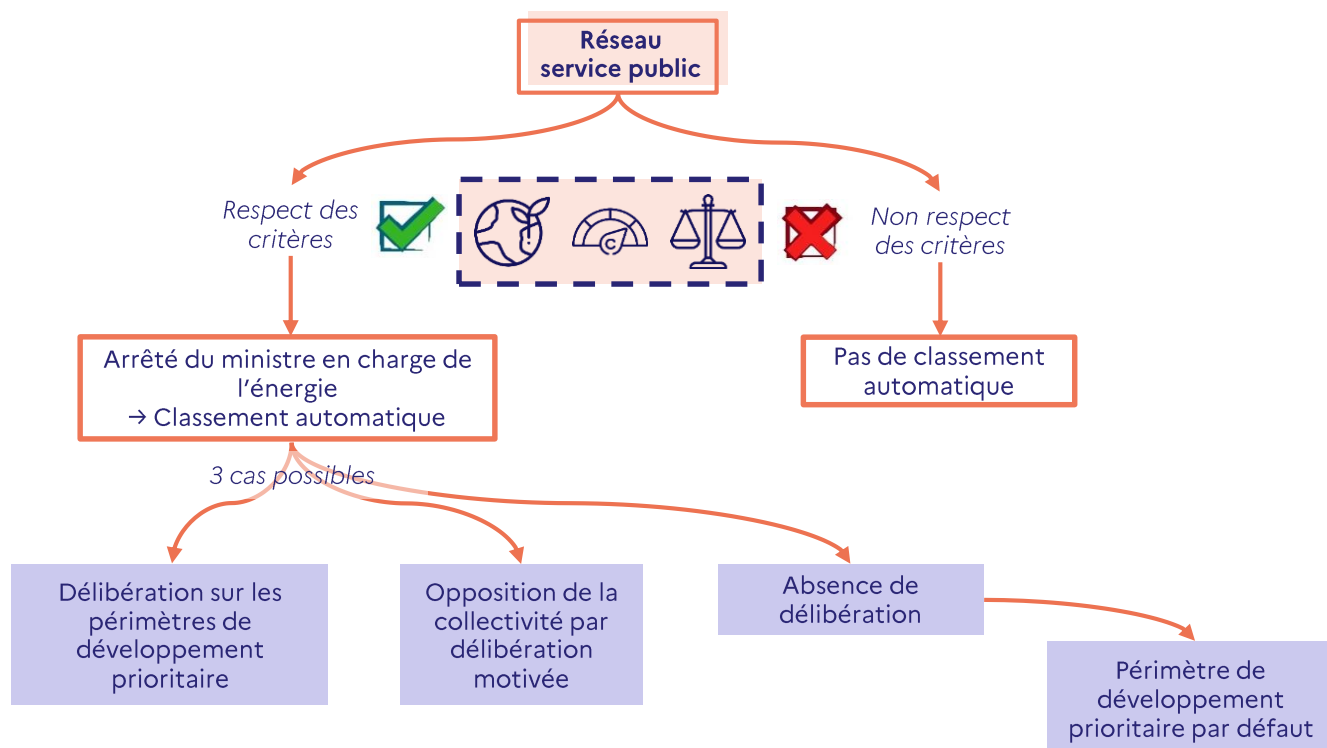 Réseau
service public
Respect des
critères
C
Non respect
des critères
Arrêté du ministre en charge de
l'énergie
→ Classement automatique
Pas de classement
automatique
3 cas possibles
Délibération sur les
périmètres de
développement
prioritaire
Opposition de la
collectivité par
délibération
motivée
Absence de
délibération
Périmètre de
développement
prioritaire par défaut